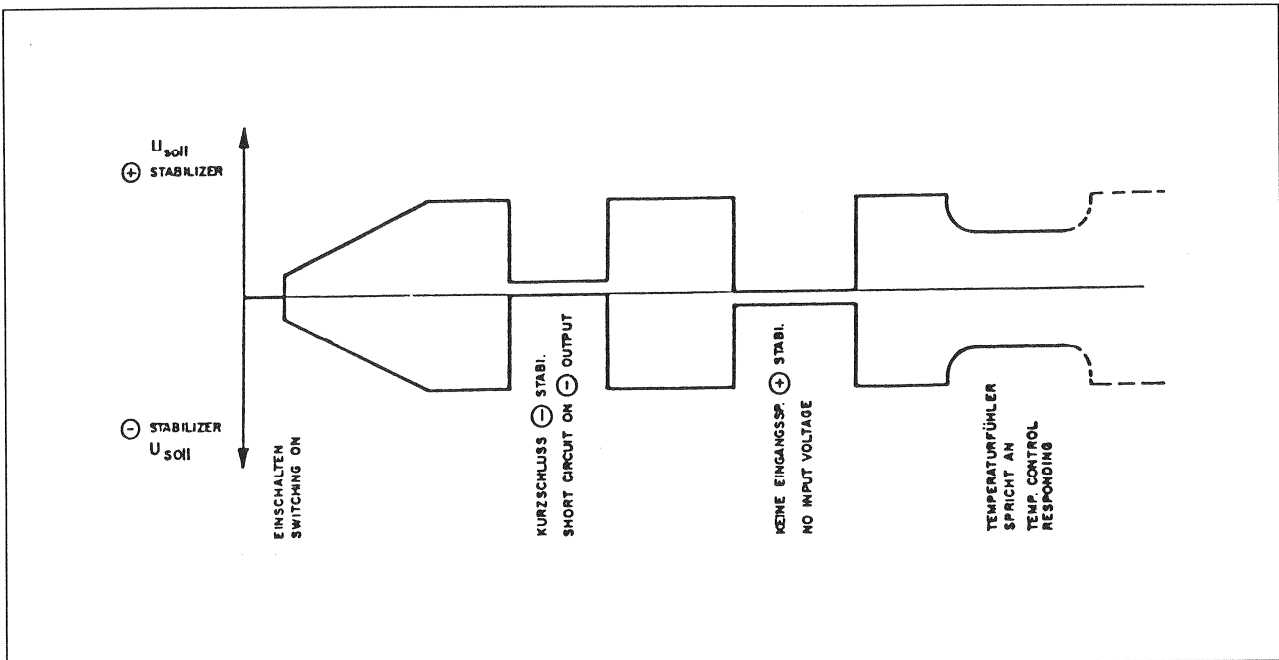 U soll
⊕ STABILIZER
⊖ STABILIZER
U soll
EINSCHALTEN
SWITCHING ON
KURZSCHLUSS ⊖ STABI.
SHORT CIRCUIT ON ⊖ OUTPUT
KEINE EINGANGSSP. ⊕ STABI.
NO INPUT VOLTAGE
TEMPERATURFÜHLER
SPRICHT AN
TEMP. CONTROL
RESPONDING